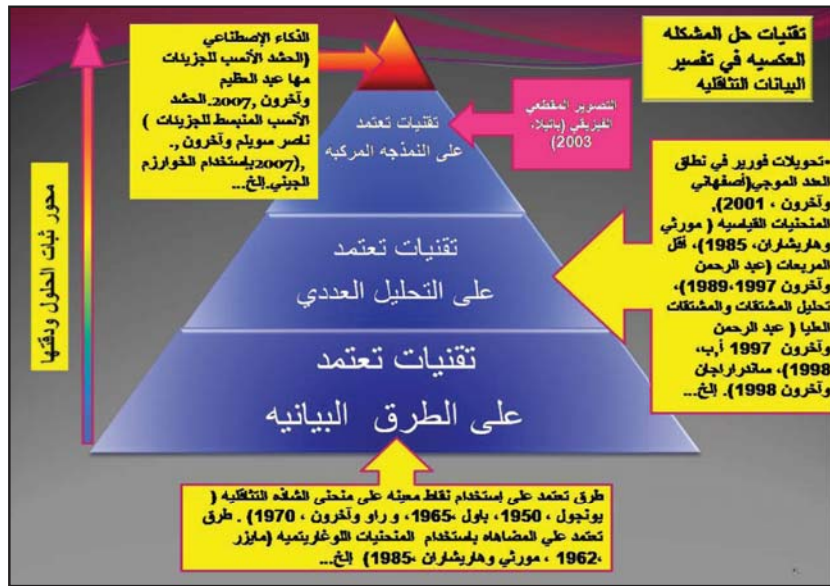 تقنيات حل المشكله
العكسيه في تفسير
البيانات التثاقليه
الذكاء الإصطناعي
(الحشد الأنسب للجزيئات
مها عبد العظيم
وآخرون ,2007. الحشد
الأنسب المنبسط للجزيئات (
ناصر سويلم وآخرون ,.
,(2007بإستخدام الخوارزم
الجيني.إلخ...
التصوير المقطعي
الفيزيقي (باتيلا،
2003)
تقنيات تعتمد
على النمذجه المركبه
تحويلات فورير في نطاق
العدد الموجي(أصفهاني
وآخرون ، 2001),
المنحنيات القياسيه ( مورثي
وهاريشاران، 1985)، أقل
المربعات (عبد الرحمن
وآخرون 1997، 1989)،
تحليل المشتقات والمشتقات
العليا ( عبد الرحمن
وآخرون 1997 أ,ب،
1998)، ساندراراجان
وآخرون 1998). إلخ...
تقنيات تعتمد
على التحليل العددي
تقنيات تعتمد
على الطرق البيانيه
محور ثبات الحلول ودقتها
طرق تعتمد على إستخدام نقاط معينه على منحنى الشاذه التثاقليه (
يونجول ، 1950، باول ،1965، و راو وآخرون ، 1970) . طرق
تعتمد علي المضاهاه باستخدام المنحنيات اللوغاريتميه (مايزر
،1962 ، مورثي وهاريشاران ،1985) إلخ...